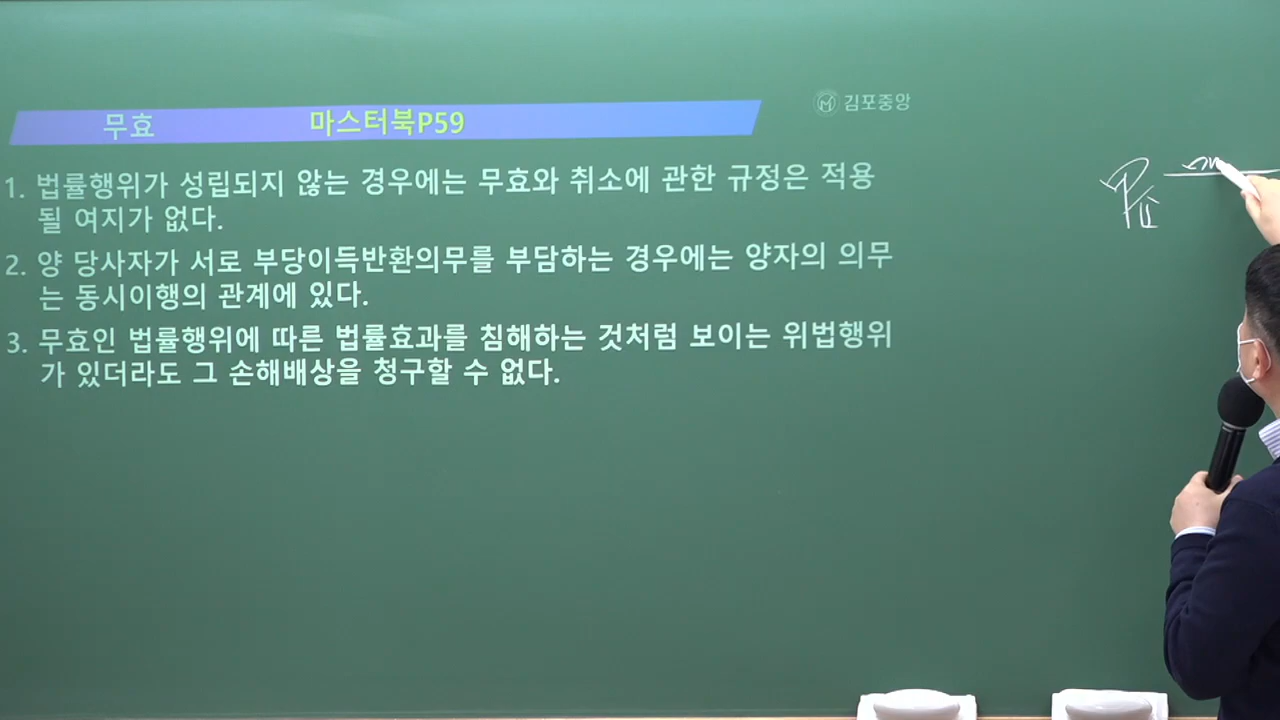 무효 마스터북P59
김포중앙
1. 법률행위가 성립되지 않는 경우에는 무효와 취소에 관한 규정은 적용
될 여지가 없다.
2. 양 당사자가 서로 부당이득반환의무를 부담하는 경우에는 양자의 의무
는 동시이행의 관계에 있다.
3. 무효인 법률행위에 따른 법률효과를 침해하는 것처럼 보이는 위법행위
가 있더라도 그 손해배상을 청구할 수 없다.